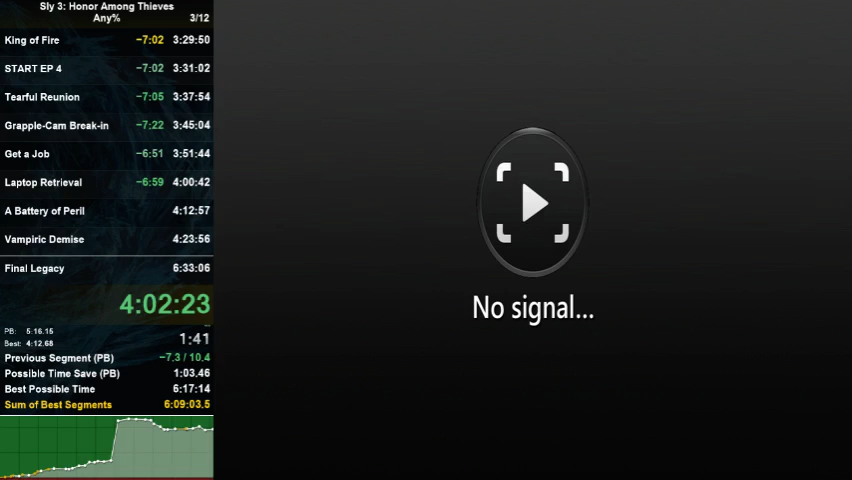 Sly 3: Honor Among Thieves
Any% 3/12
King of Fire -7:02 3:29:50
START EP 4 -7:02 3:31:02
Tearful Reunion -7:05 3:37:54
Grapple-Cam Break-in -7:22 3:45:04
Get a Job -6:51 3:51:44
Laptop Retrieval -6:59 4:00:42
A Battery of Peril 4:12:57
Vampiric Demise 4:23:56
Final Legacy 6:33:06
4:02:23
PB: 5:16.15
Best: 4:12.68
1:41
Previous Segment (PB) -7.3 / 10.4
Possible Time Save (PB) 1:03.46
Best Possible Time 6:17:14
Sum of Best Segments 6:09:03.5
No signal...